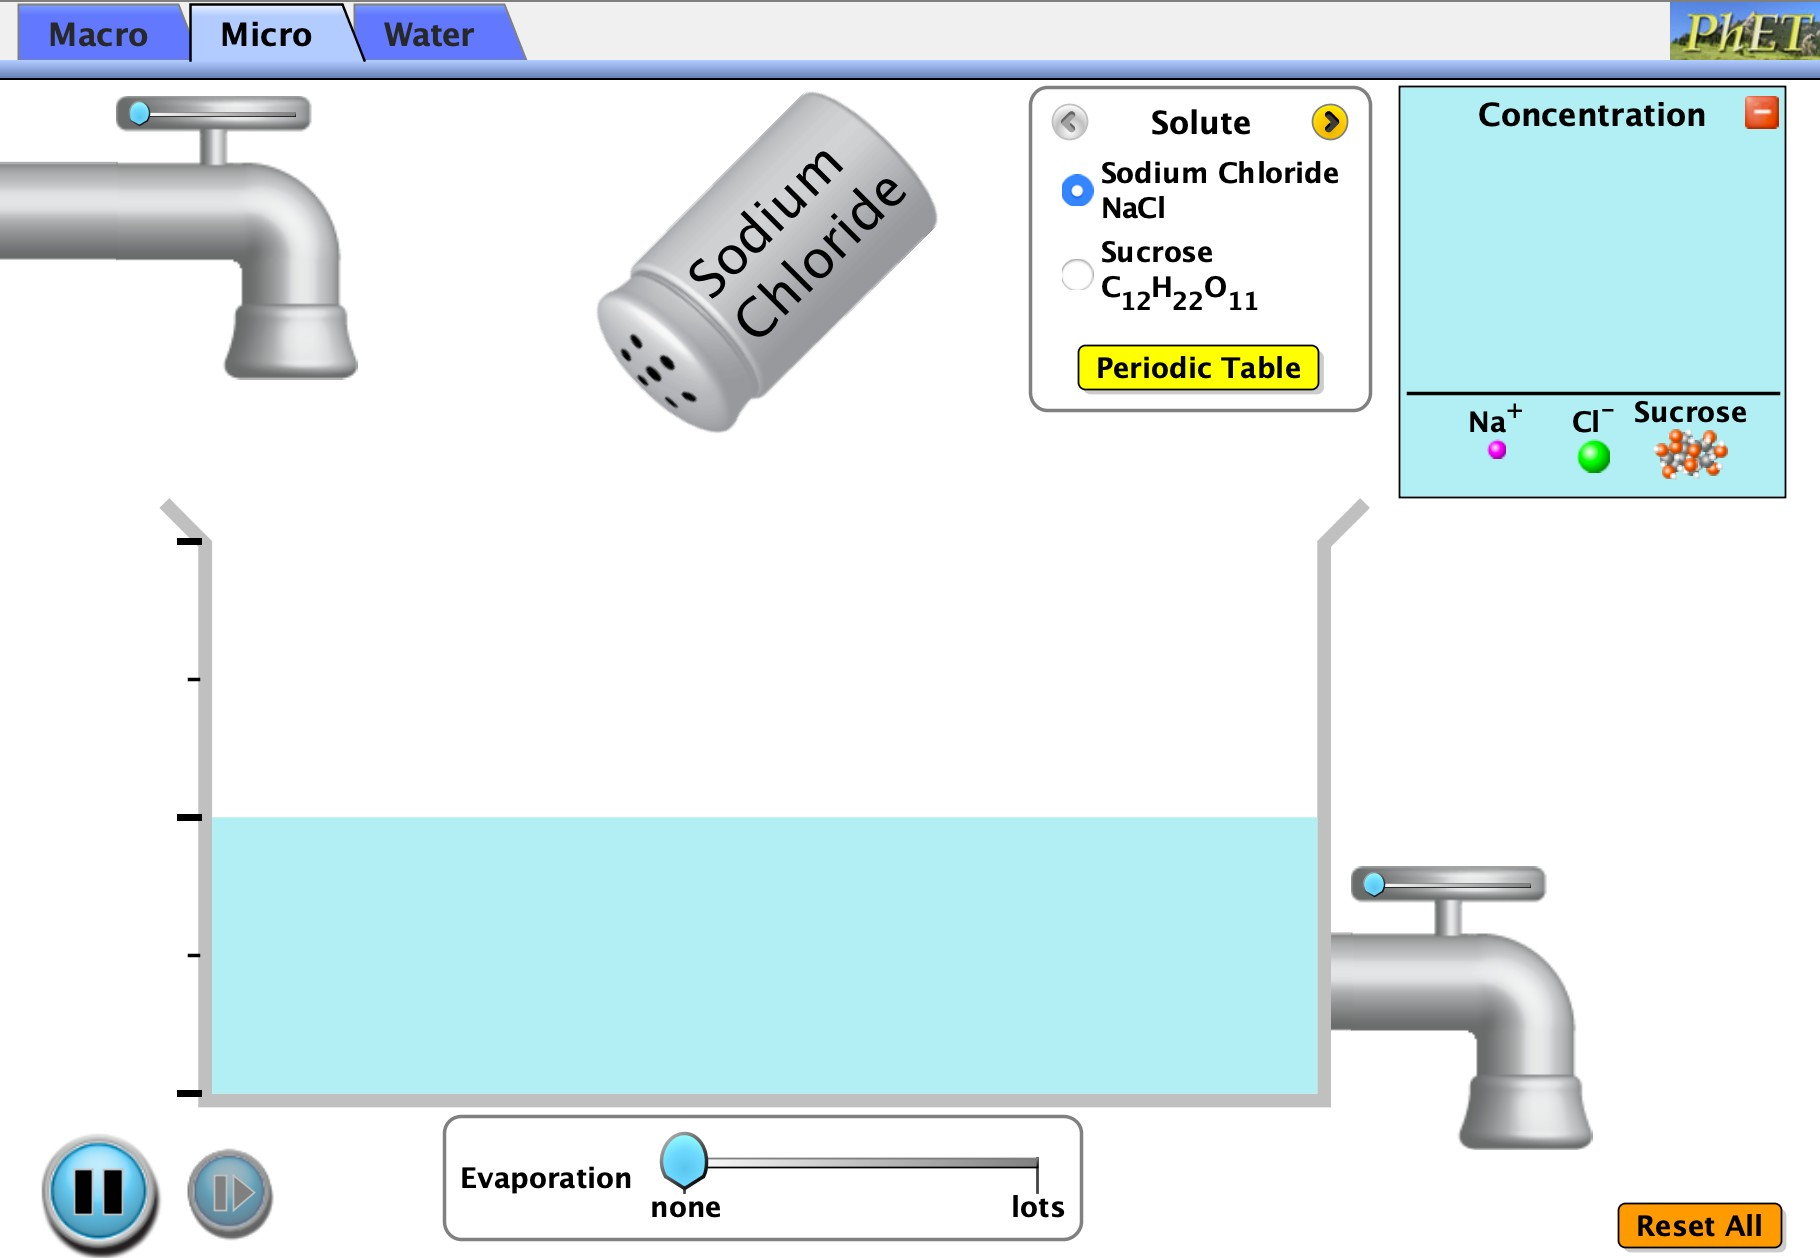 Macro
Micro
Water
PhET
Sodium
Chloride
Solute
Sodium Chloride
NaCl
Sucrose
C₁₂H₂₂O₁₁
Periodic Table
Concentration
Na⁺
Cl⁻
Sucrose
Evaporation
none
lots
Reset All